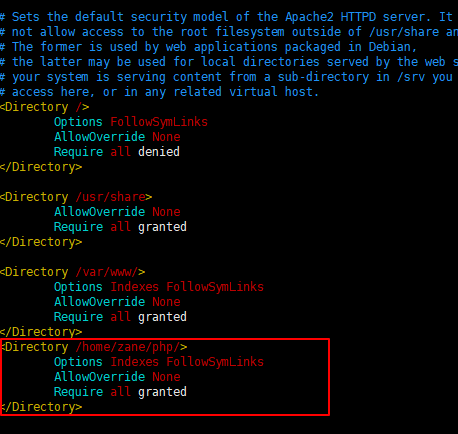 # Sets the default security model of the Apache2 HTTPD server. It
# not allow access to the root filesystem outside of /usr/share an
# The former is used by web applications packaged in Debian,
# the latter may be used for local directories served by the web s
# your system is serving content from a sub-directory in /srv you
# access here, or in any related virtual host.
<Directory />
Options FollowSymLinks
AllowOverride None
Require all denied
</Directory>
<Directory /usr/share>
AllowOverride None
Require all granted
</Directory>
<Directory /var/www/>
Options Indexes FollowSymLinks
AllowOverride None
Require all granted
</Directory>
<Directory /home/zane/php/>
Options Indexes FollowSymLinks
AllowOverride None
Require all granted
</Directory>